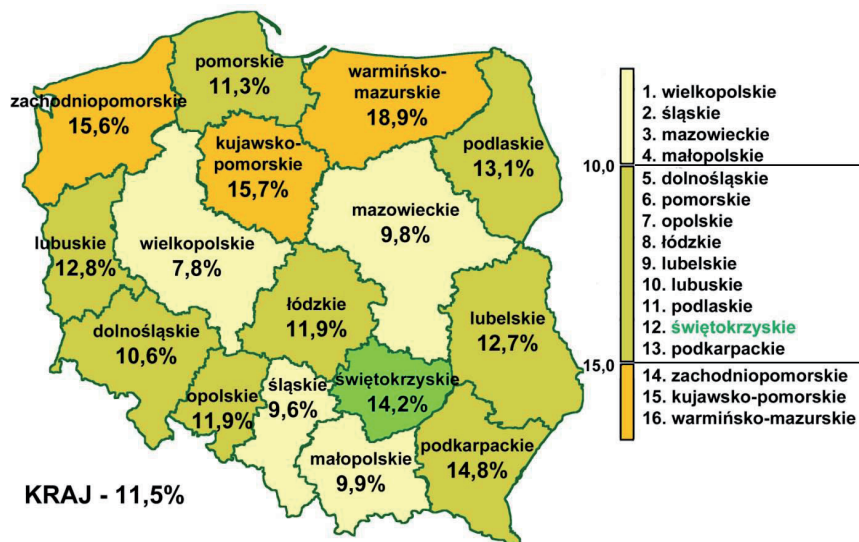 pomorskie
11,3%
warmińsko-
mazurskie
18,9%
zachodniopomorskie
15,6%
kujawsko-
pomorskie
15,7%
podlaskie
13,1%
mazowieckie
9,8%
lubuskie
12,8%
wielkopolskie
7,8%
łódzkie
11,9%
lubelskie
12,7%
dolnośląskie
10,6%
opolskie
11,9%
śląskie
9,6%
świętokrzyskie
14,2%
małopolskie
9,9%
podkarpackie
14,8%
KRAJ - 11,5%
1. wielkopolskie
2. śląskie
3. mazowieckie
4. małopolskie
10,0
5. dolnośląskie
6. pomorskie
7. opolskie
8. łódzkie
9. lubelskie
10. lubuskie
11. podlaskie
12. świętokrzyskie
13. podkarpackie
15,0
14. zachodniopomorskie
15. kujawsko-pomorskie
16. warmińsko-mazurskie